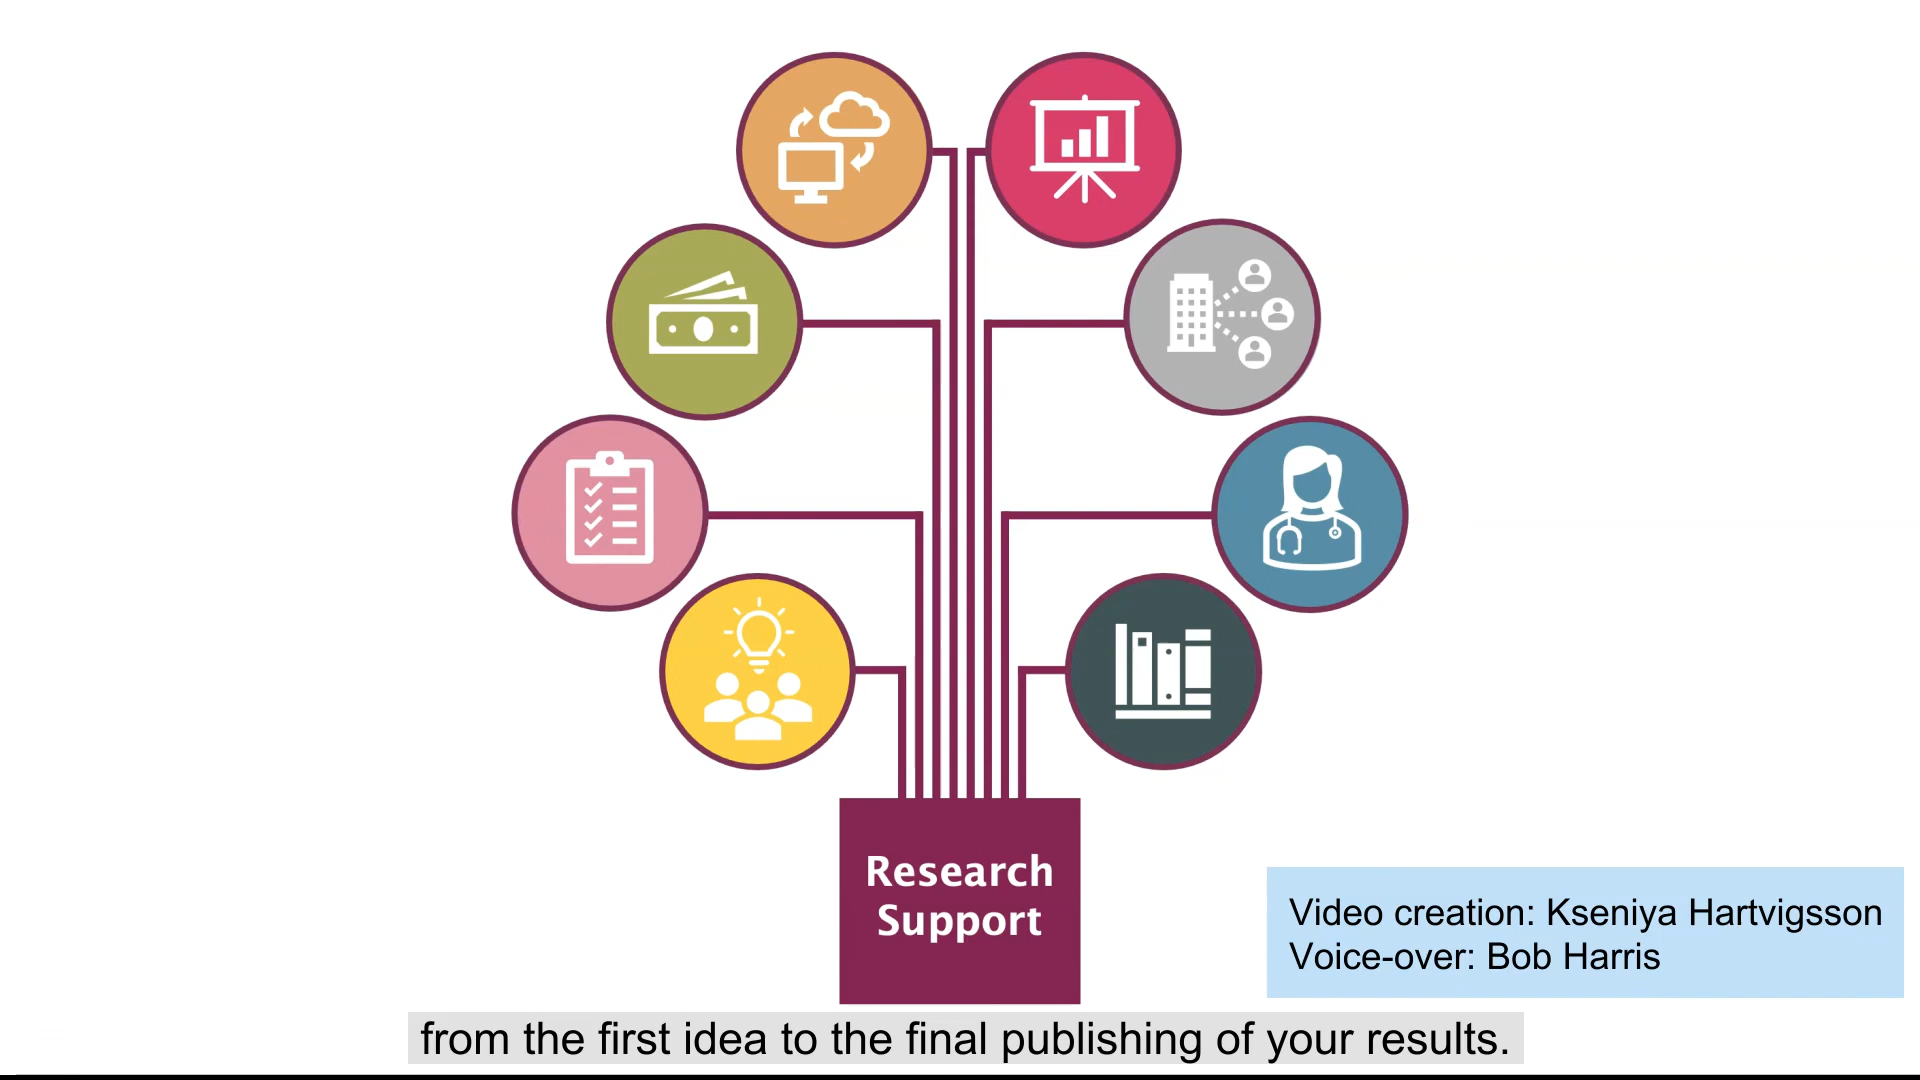 Research
Support
Video creation: Kseniya Hartvigsson
Voice-over: Bob Harris
from the first idea to the final publishing of your results.